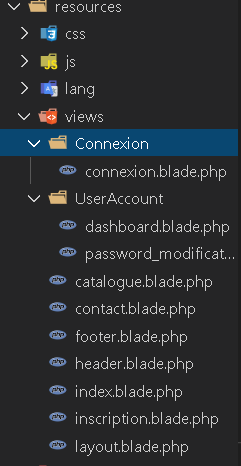 resources
css
js
lang
views
Connexion
connexion.blade.php
UserAccount
dashboard.blade.php
password_modificat...
catalogue.blade.php
contact.blade.php
footer.blade.php
header.blade.php
index.blade.php
inscription.blade.php
layout.blade.php